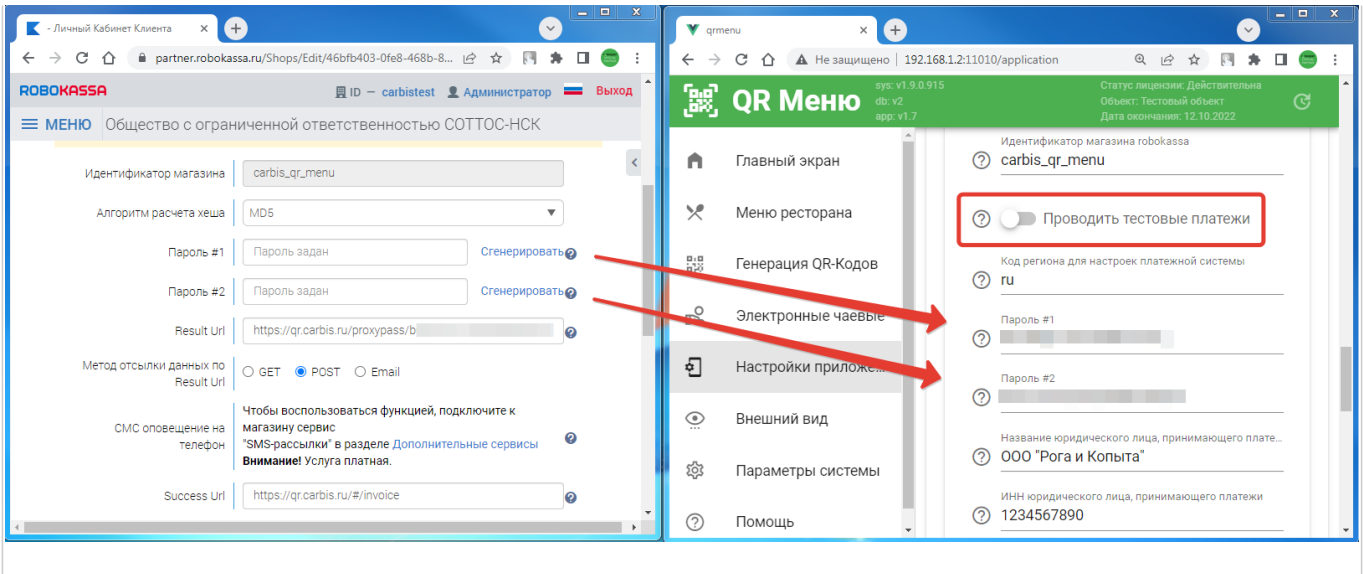 - Личный Кабинет Клиента
partner.robokassa.ru/Shops/Edit/46bfb403-0fe8-468b-8...
ROBOKASSA
ID – carbistest
Администратор
Выход
МЕНЮ
Общество с ограниченной ответственностью СОТТОС-НСК
Идентификатор магазина
carbis_qr_menu
Алгоритм расчета хеша
MD5
Пароль #1
Пароль задан
Сгенерировать
Пароль #2
Пароль задан
Сгенерировать
Result Url
https://qr.carbis.ru/proxypass/b
Метод отсылки данных по
Result Url
GET
POST
Email
СМС оповещение на
телефон
Чтобы воспользоваться функцией, подключите к
магазину сервис
"SMS-рассылки" в разделе Дополнительные сервисы
Внимание! Услуга платная.
Success Url
https://qr.carbis.ru/#/invoice
qrmenu
Не защищено
192.168.1.2:11010/application
QR Меню
sys: v1.9.0.915
db: v2
app: v1.7
Статус лицензии: Действительна
Объект: Тестовый объект
Дата окончания: 12.10.2022
Главный экран
Меню ресторана
Генерация QR-Кодов
Электронные чаевые
Настройки приложе...
Внешний вид
Параметры системы
Помощь
Идентификатор магазина robokassa
carbis_qr_menu
Проводить тестовые платежи
Код региона для настроек платежной системы
ru
Пароль #1
Пароль #2
Название юридического лица, принимающего плате...
ООО "Рога и Копыта"
ИНН юридического лица, принимающего платежи
1234567890